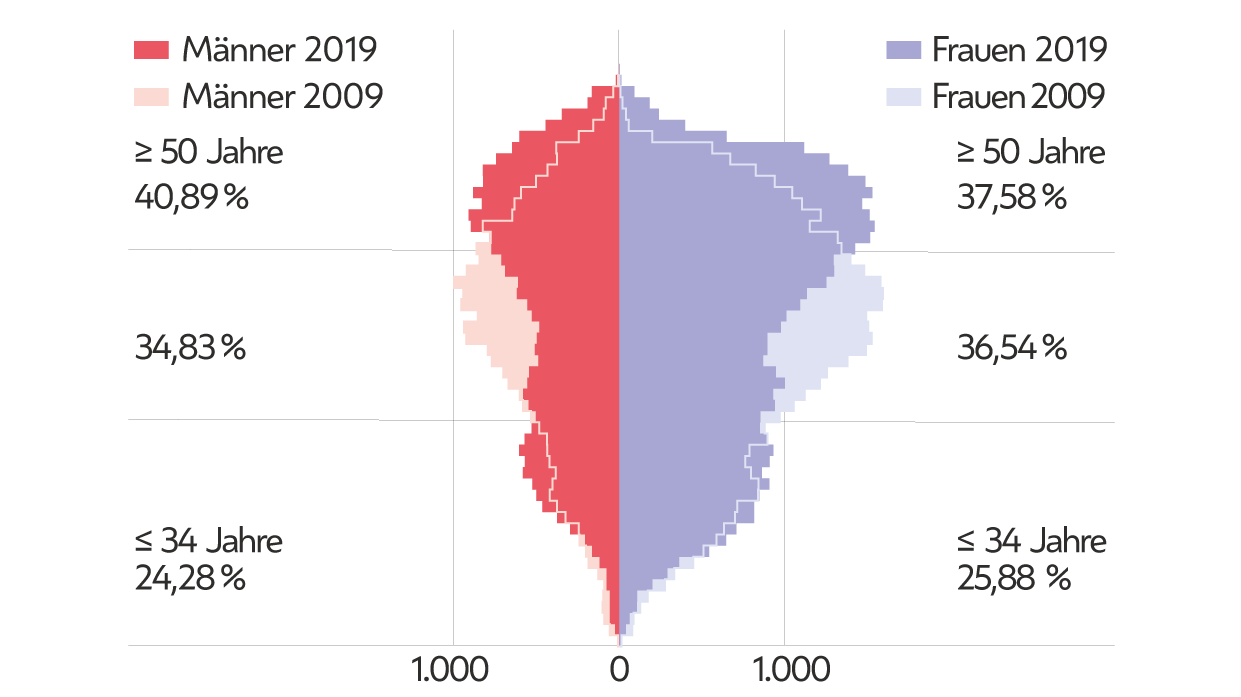 Männer 2019
Männer 2009
≥ 50 Jahre
40,89 %
34,83 %
≤ 34 Jahre
24,28 %
Frauen 2019
Frauen 2009
≥ 50 Jahre
37,58 %
36,54 %
≤ 34 Jahre
25,88 %
1.000 0 1.000